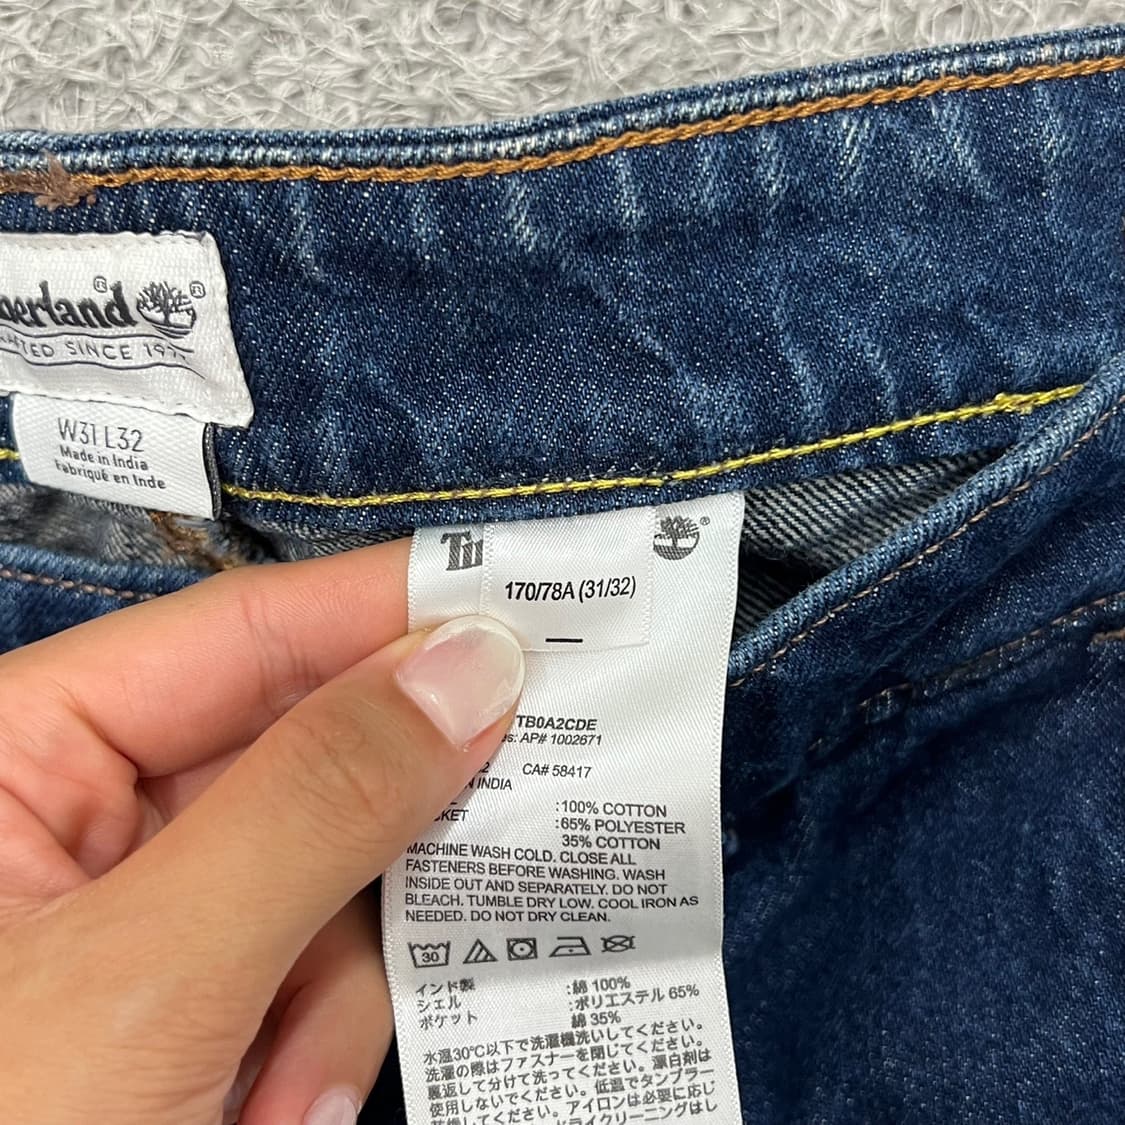 berland®
SINCE
W31 L32
Made in India
Fabriqué en Inde
®
170/78A (31/32)
TB0A2CDE
AP# 1002671
CA# 58417
INDIA
:100% COTTON
:65% POLYESTER
35% COTTON
MACHINE WASH COLD. CLOSE ALL
FASTENERS BEFORE WASHING. WASH
INSIDE OUT AND SEPARATELY. DO NOT
BLEACH. TUMBLE DRY LOW. COOL IRON AS
NEEDED. DO NOT DRY CLEAN.
30
インド製
シェル :綿 100%
ポケット :ポリエステル 65%
綿 35%
水温30℃以下で洗濯機洗いしてください。
洗濯の際はファスナーを閉じてください。
裏返して分けて洗ってください。漂白剤は
使用しないでください。低温でタンブラー
乾燥してください。アイロンは必要に応じ